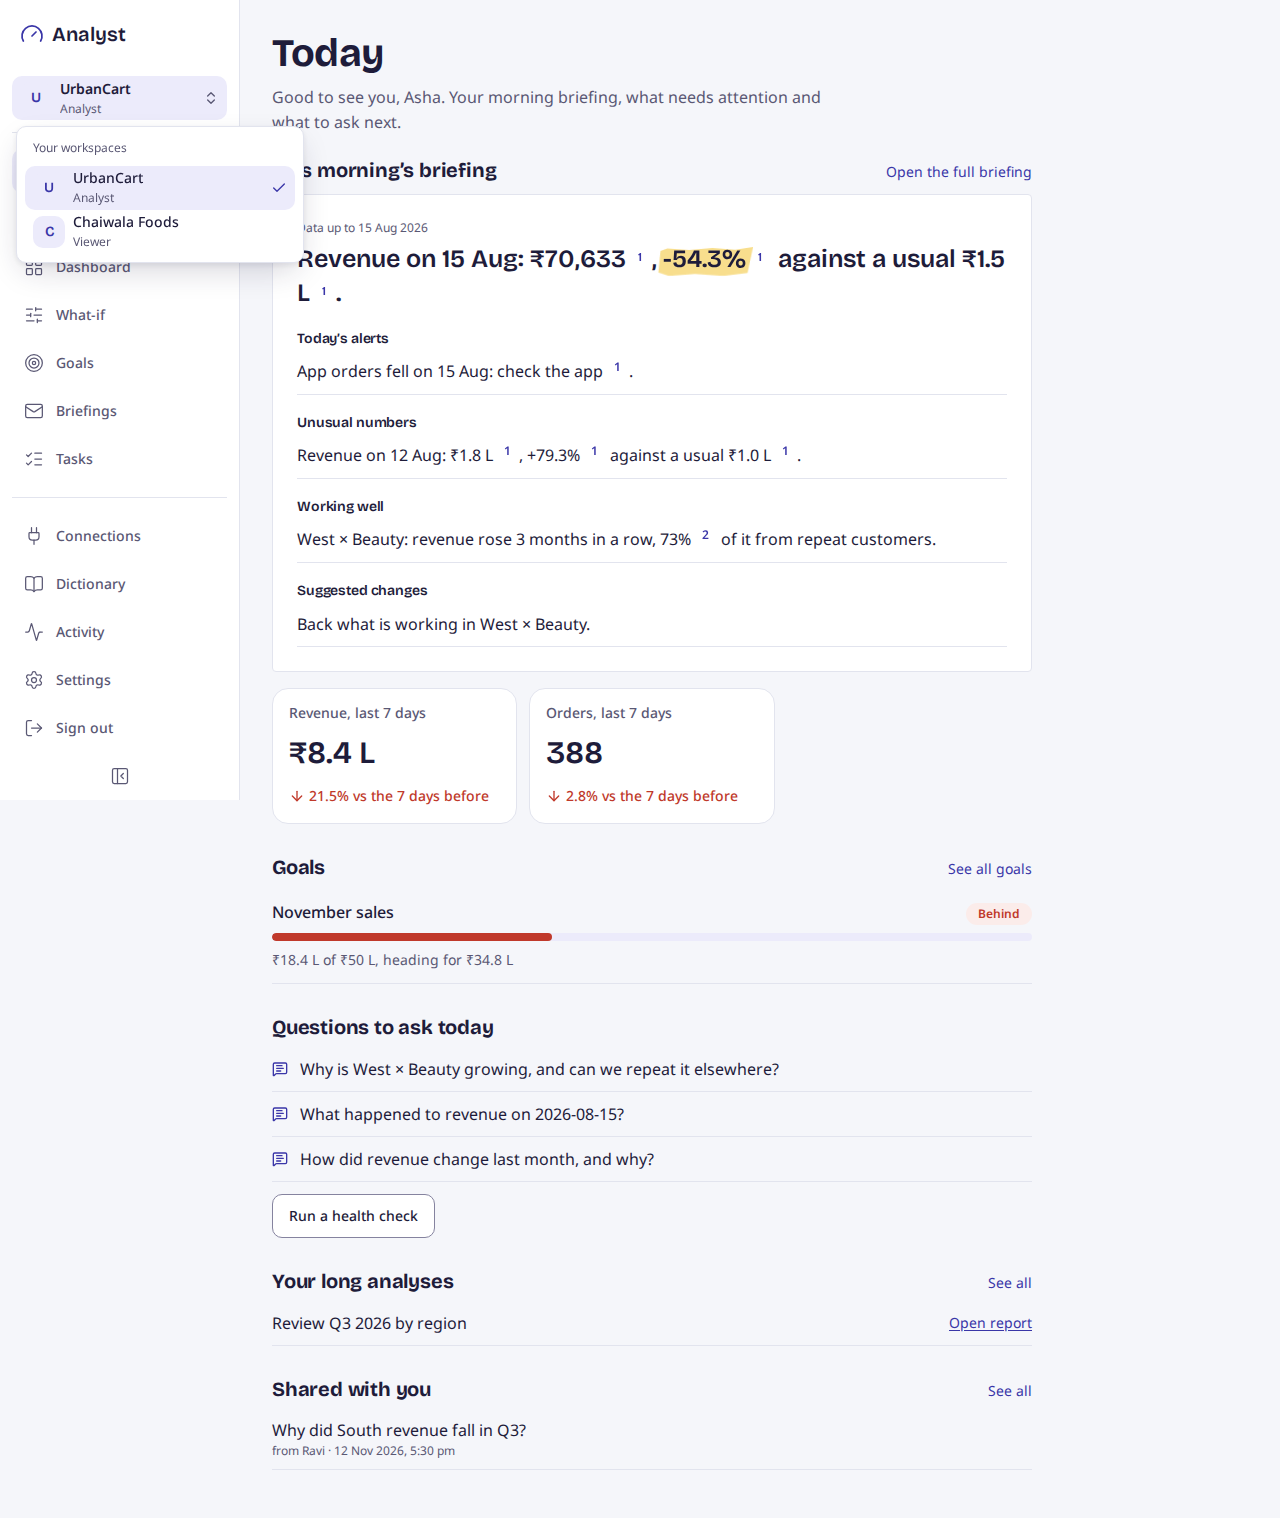 Analyst
U
UrbanCart
Analyst
Your workspaces
U
UrbanCart
Analyst
C
Chaiwala Foods
Viewer
Dashboard
What-if
Goals
Briefings
Tasks
Connections
Dictionary
Activity
Settings
Sign out
Today
Good to see you, Asha. Your morning briefing, what needs attention and
what to ask next.
s morning's briefing
Open the full briefing
Data up to 15 Aug 2026
Revenue on 15 Aug: ₹70,633 1 , -54.3% 1 against a usual ₹1.5
L 1 .
Today's alerts
App orders fell on 15 Aug: check the app 1 .
Unusual numbers
Revenue on 12 Aug: ₹1.8 L 1 , +79.3% 1 against a usual ₹1.0 L 1 .
Working well
West × Beauty: revenue rose 3 months in a row, 73% 2 of it from repeat customers.
Suggested changes
Back what is working in West × Beauty.
Revenue, last 7 days
₹8.4 L
21.5% vs the 7 days before
Orders, last 7 days
388
2.8% vs the 7 days before
Goals
See all goals
November sales
Behind
₹18.4 L of ₹50 L, heading for ₹34.8 L
Questions to ask today
Why is West × Beauty growing, and can we repeat it elsewhere?
What happened to revenue on 2026-08-15?
How did revenue change last month, and why?
Run a health check
Your long analyses
See all
Review Q3 2026 by region
Open report
Shared with you
See all
Why did South revenue fall in Q3?
from Ravi · 12 Nov 2026, 5:30 pm